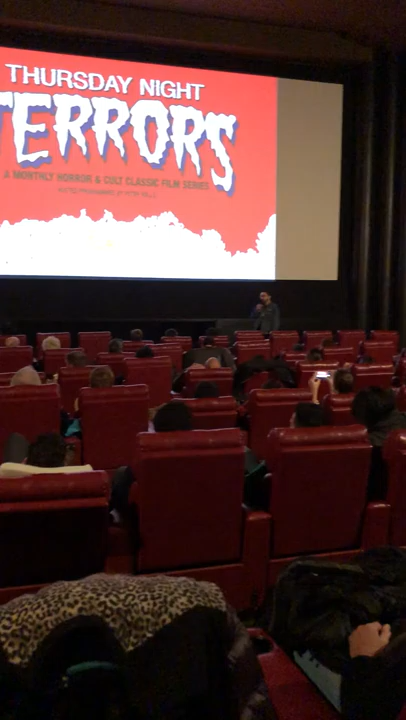 THURSDAY NIGHT
TERRORS
A MONTHLY HORROR & CULT CLASSIC FILM SERIES